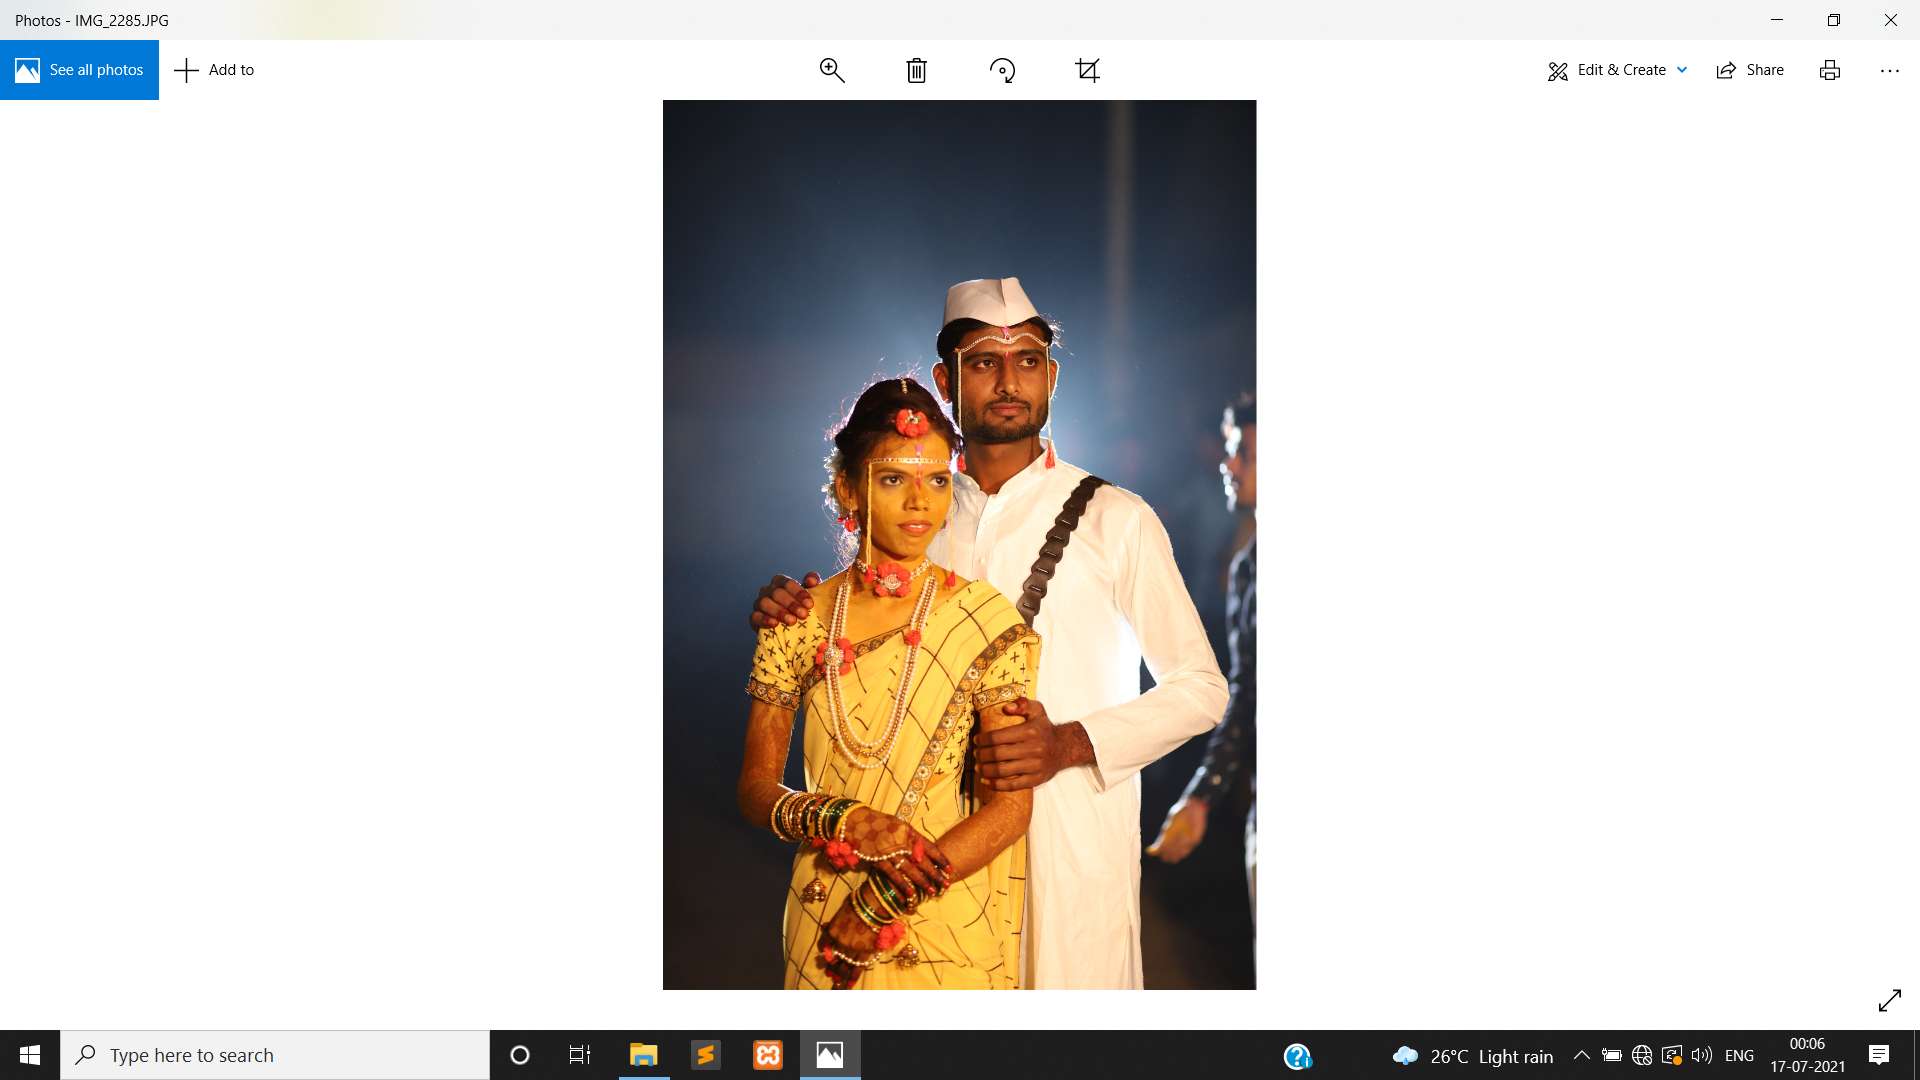 Photos - IMG_2285.JPG
See all photos
Add to
Edit & Create
Share
Type here to search
26°C Light rain
ENG
00:06
17-07-2021